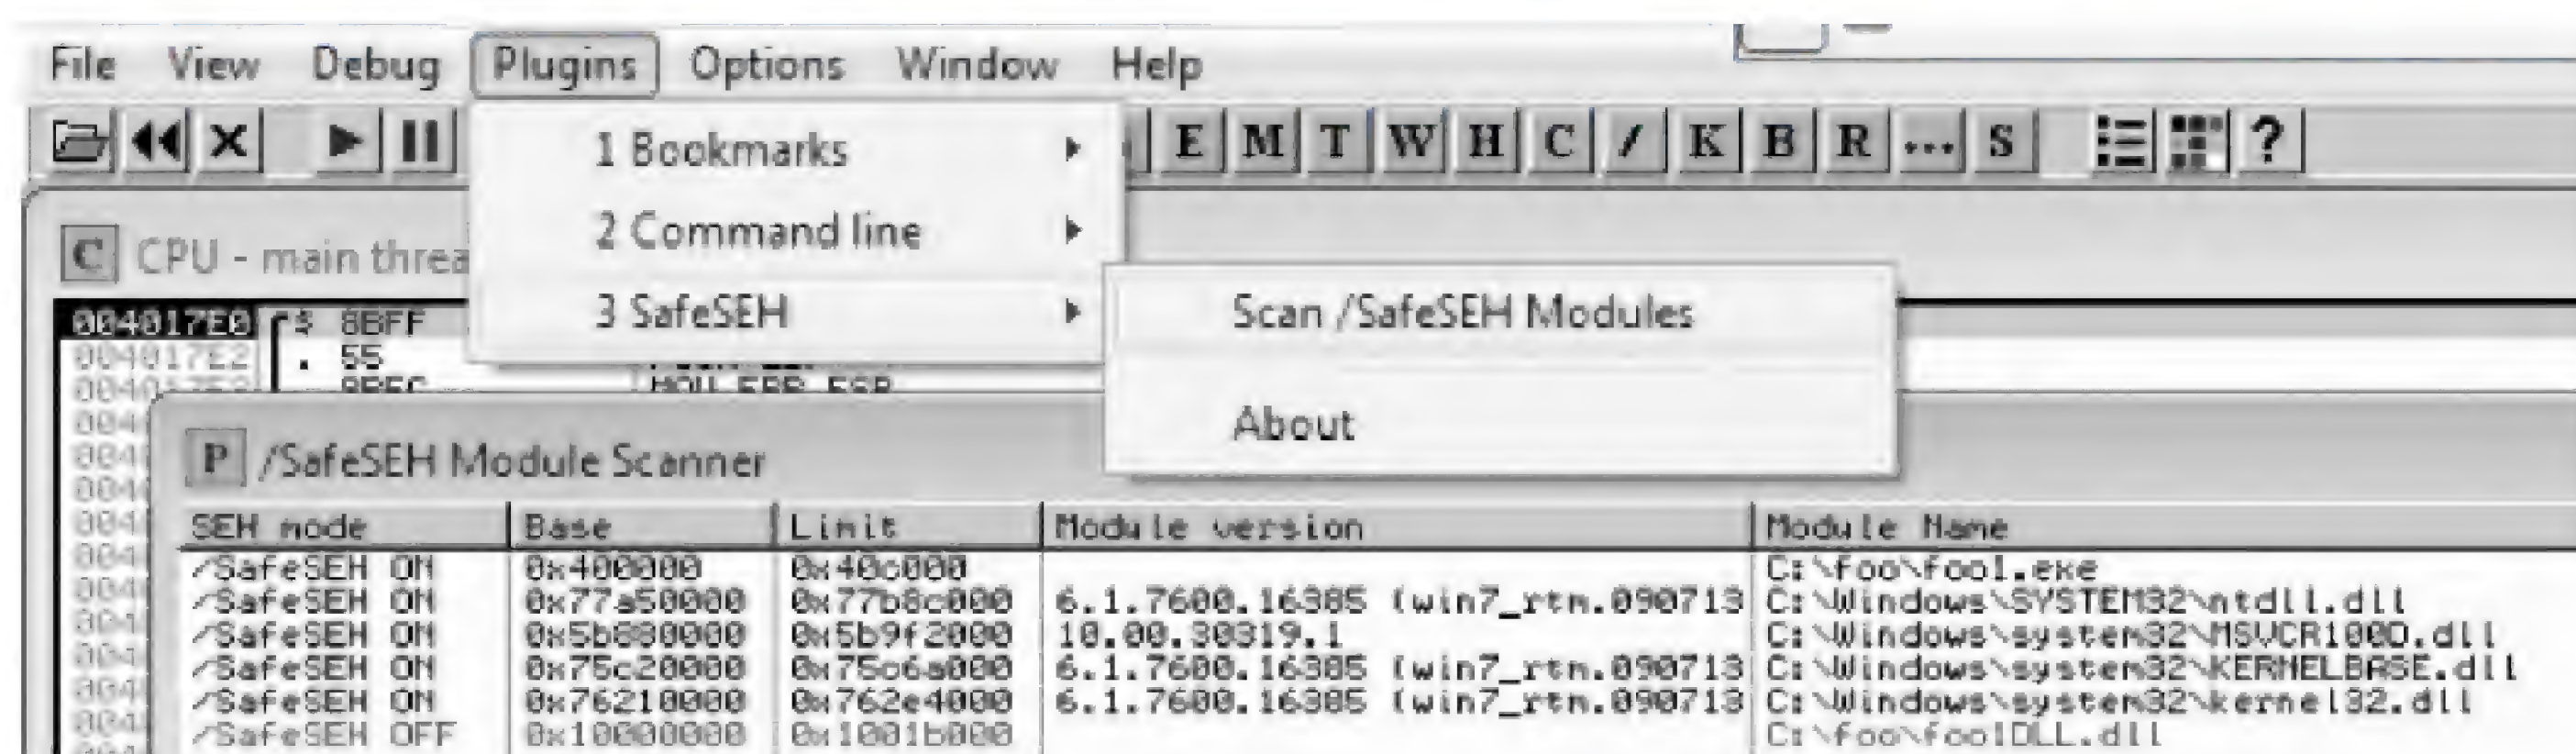 File View Debug Plugins Options Window Help
1 Bookmarks
E M T W H C / K B R ... S ?
2 Command line
C CPU - main threa
3 SafeSEH
Scan /SafeSEH Modules
004017E0 $ 8BFF
004017E2 . 55
8BEC MOV EBP,ESP
About
P /SafeSEH Module Scanner
SEH mode Base Limit Module version Module Name
/SafeSEH ON 0x400000 0x40c000 C:\foo\foo1.exe
/SafeSEH ON 0x77a50000 0x77b8c000 6.1.7600.16385 (win7_rtm.090713 C:\Windows\SYSTEM32\ntdll.dll
/SafeSEH ON 0x5b880000 0x5b9f2000 10.00.30319.1 C:\Windows\system32\MSVCR100D.dll
/SafeSEH ON 0x75c20000 0x75c6a000 6.1.7600.16385 (win7_rtm.090713 C:\Windows\system32\KERNELBASE.dll
/SafeSEH ON 0x76210000 0x762e4000 6.1.7600.16385 (win7_rtm.090713 C:\Windows\system32\kernel32.dll
/SafeSEH OFF 0x10000000 0x1001b000 C:\foo\foo1DLL.dll